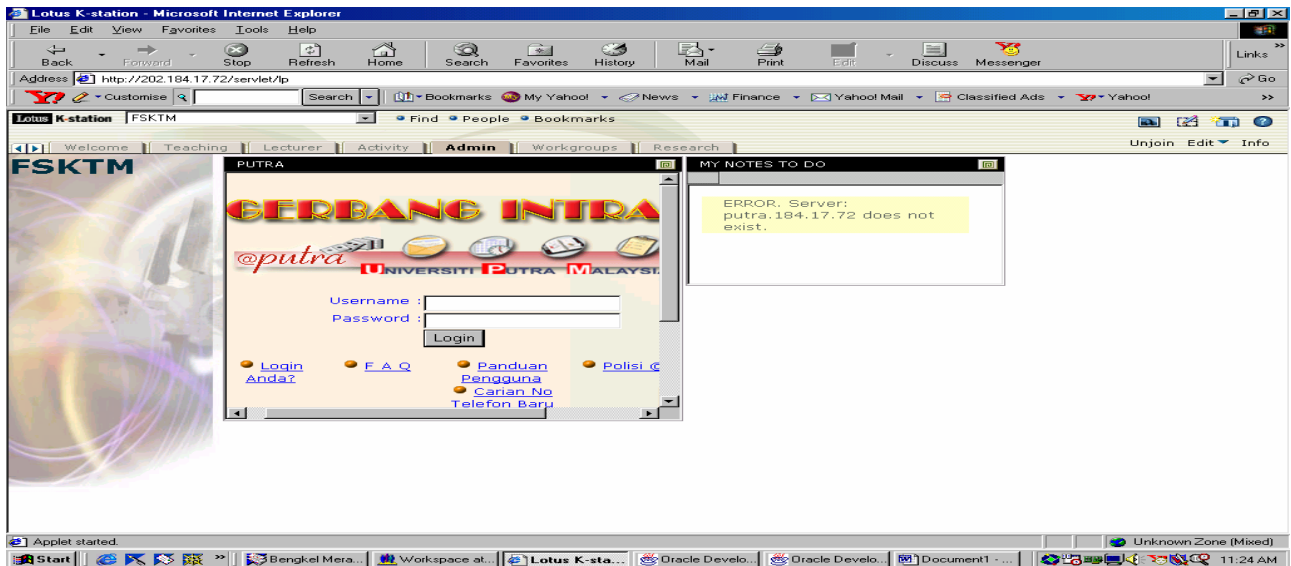 Lotus K-station - Microsoft Internet Explorer
File Edit View Favorites Tools Help
Back Forward Stop Refresh Home Search Favorites History Mail Print Edit Discuss Messenger Links »
Address http://202.184.17.72/servlet/lp Go
Y? Customise Search Bookmarks My Yahoo! News Finance Yahoo! Mail Classified Ads Yahoo! »
Lotus K-station FSKTM Find People Bookmarks
Welcome Teaching Lecturer Activity Admin Workgroups Research Unjoin Edit Info
FSKTM
PUTRA
GERBANG INTRA
@putra
UNIVERSITI PUTRA MALAYSI
Username :
Password :
Login
Login Anda?
F A Q
Panduan Pengguna
Polisi @
Carian No
Telefon Baru
MY NOTES TO DO
ERROR. Server:
putra.184.17.72 does not
exist.
Applet started. Unknown Zone (Mixed)
Start » Bengkel Mera... Workspace at... Lotus K-sta... Oracle Develo... Oracle Develo... Document1 - ... 11:24 AM